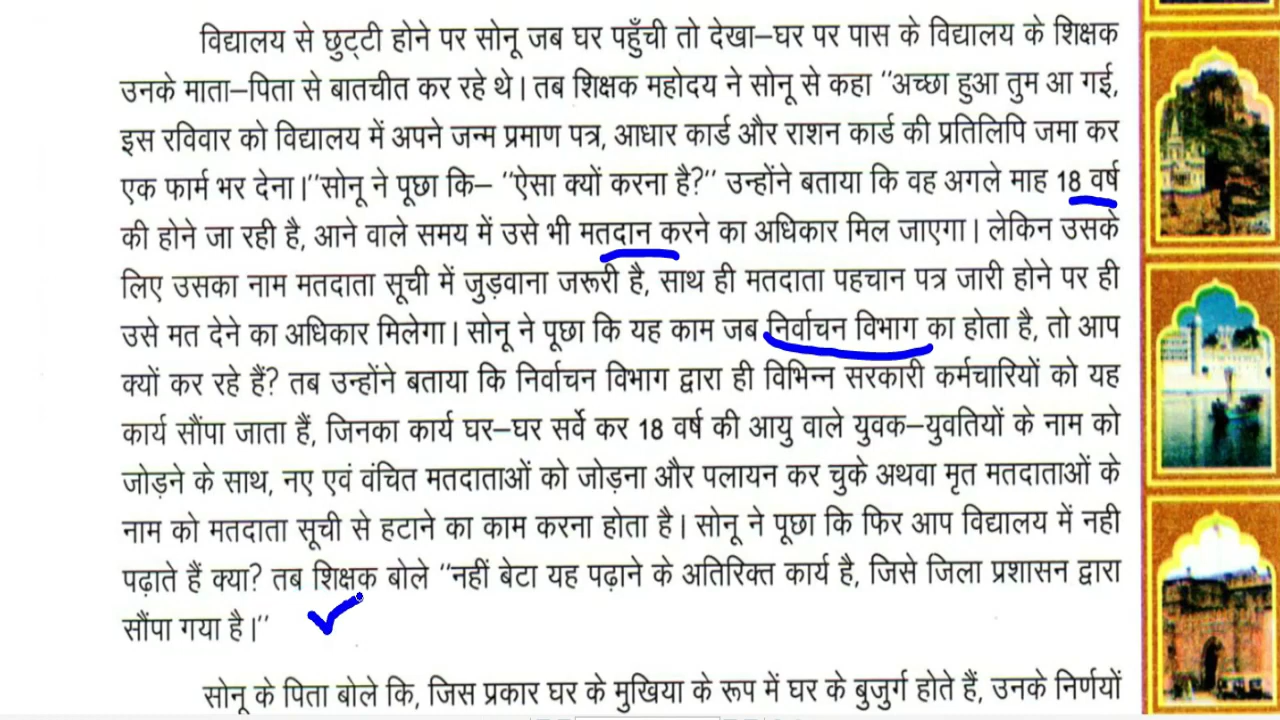 विद्यालय से छुट्टी होने पर सोनू जब घर पहुँची तो देखा–घर पर पास के विद्यालय के शिक्षक
उनके माता–पिता से बातचीत कर रहे थे। तब शिक्षक महोदय ने सोनू से कहा "अच्छा हुआ तुम आ गई,
इस रविवार को विद्यालय में अपने जन्म प्रमाण पत्र, आधार कार्ड और राशन कार्ड की प्रतिलिपि जमा कर
एक फार्म भर देना।"सोनू ने पूछा कि– "ऐसा क्यों करना है?" उन्होंने बताया कि वह अगले माह 18 वर्ष
की होने जा रही है, आने वाले समय में उसे भी मतदान करने का अधिकार मिल जाएगा। लेकिन उसके
लिए उसका नाम मतदाता सूची में जुड़वाना जरूरी है, साथ ही मतदाता पहचान पत्र जारी होने पर ही
उसे मत देने का अधिकार मिलेगा। सोनू ने पूछा कि यह काम जब निर्वाचन विभाग का होता है, तो आप
क्यों कर रहे हैं? तब उन्होंने बताया कि निर्वाचन विभाग द्वारा ही विभिन्न सरकारी कर्मचारियों को यह
कार्य सौंपा जाता हैं, जिनका कार्य घर–घर सर्वे कर 18 वर्ष की आयु वाले युवक–युवतियों के नाम को
जोड़ने के साथ, नए एवं वंचित मतदाताओं को जोड़ना और पलायन कर चुके अथवा मृत मतदाताओं के
नाम को मतदाता सूची से हटाने का काम करना होता है। सोनू ने पूछा कि फिर आप विद्यालय में नही
पढ़ाते हैं क्या? तब शिक्षक बोले "नहीं बेटा यह पढ़ाने के अतिरिक्त कार्य है, जिसे जिला प्रशासन द्वारा
सौंपा गया है।"
सोनू के पिता बोले कि, जिस प्रकार घर के मुखिया के रूप में घर के बुजुर्ग होते हैं, उनके निर्णयों